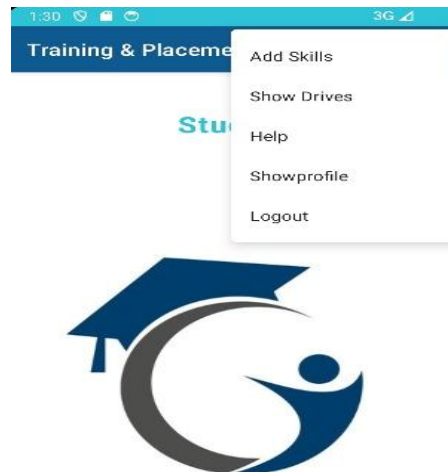 1:30 3G
Training & Placeme
Add Skills
Show Drives
Stu
Help
Showprofile
Logout